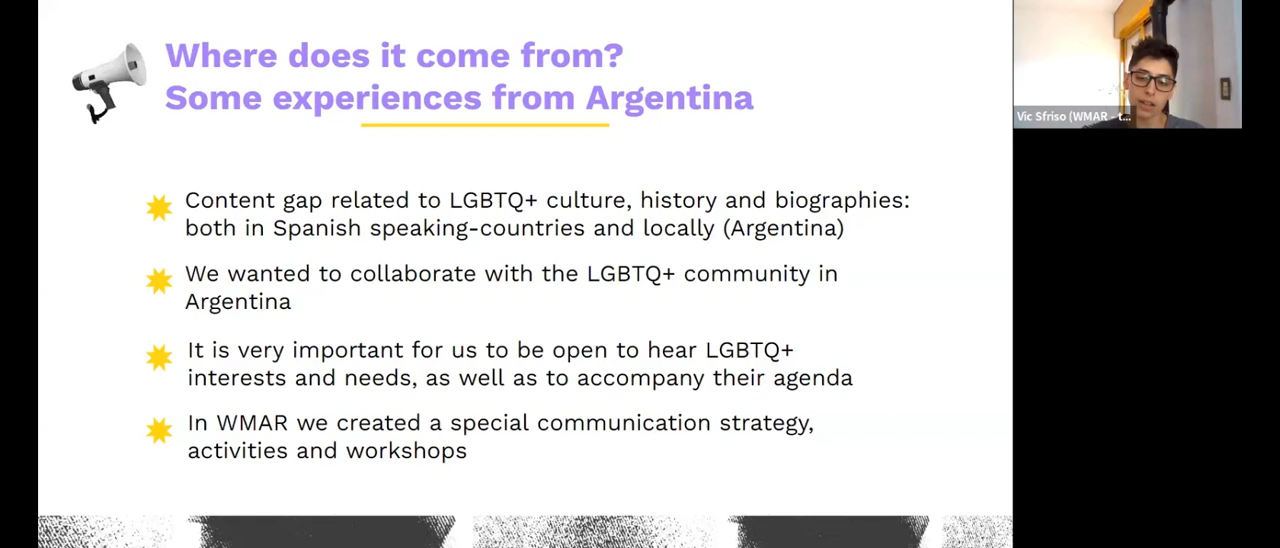 Where does it come from?
Some experiences from Argentina
Content gap related to LGBTQ+ culture, history and biographies:
both in Spanish speaking-countries and locally (Argentina)
We wanted to collaborate with the LGBTQ+ community in
Argentina
It is very important for us to be open to hear LGBTQ+
interests and needs, as well as to accompany their agenda
In WMAR we created a special communication strategy,
activities and workshops
Vic Sfriso (WMAR - t...